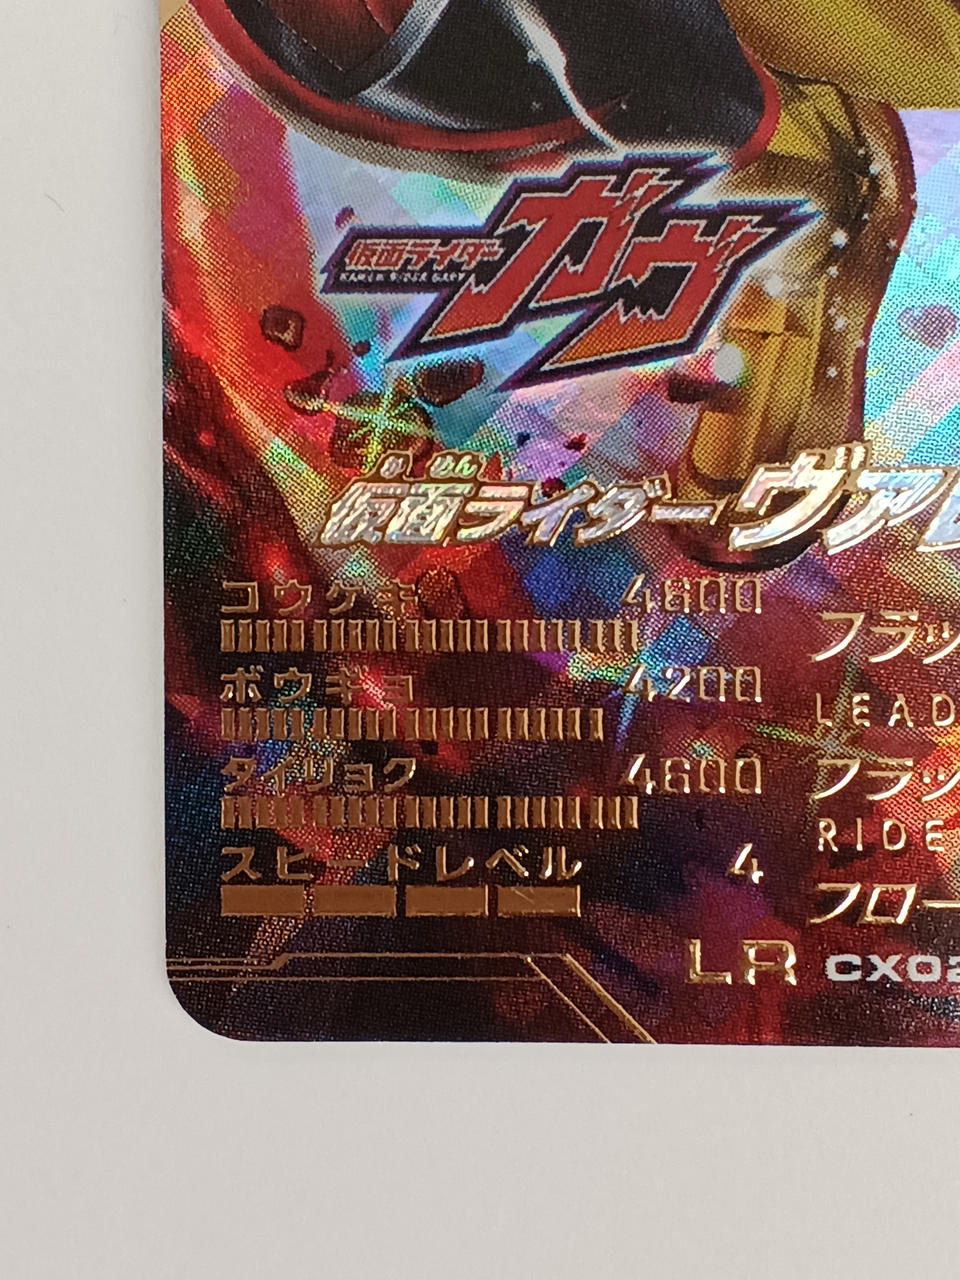 仮面ライダー
KAMEN RIDER GAVV
ガヴ
かめん
仮面ライダーヴァレ
コウゲキ 4600
ボウギョ 4200
タイリョク 4600
スピードレベル 4
フラッ
LEAD
フラッ
RIDE
フロー
LR CX02